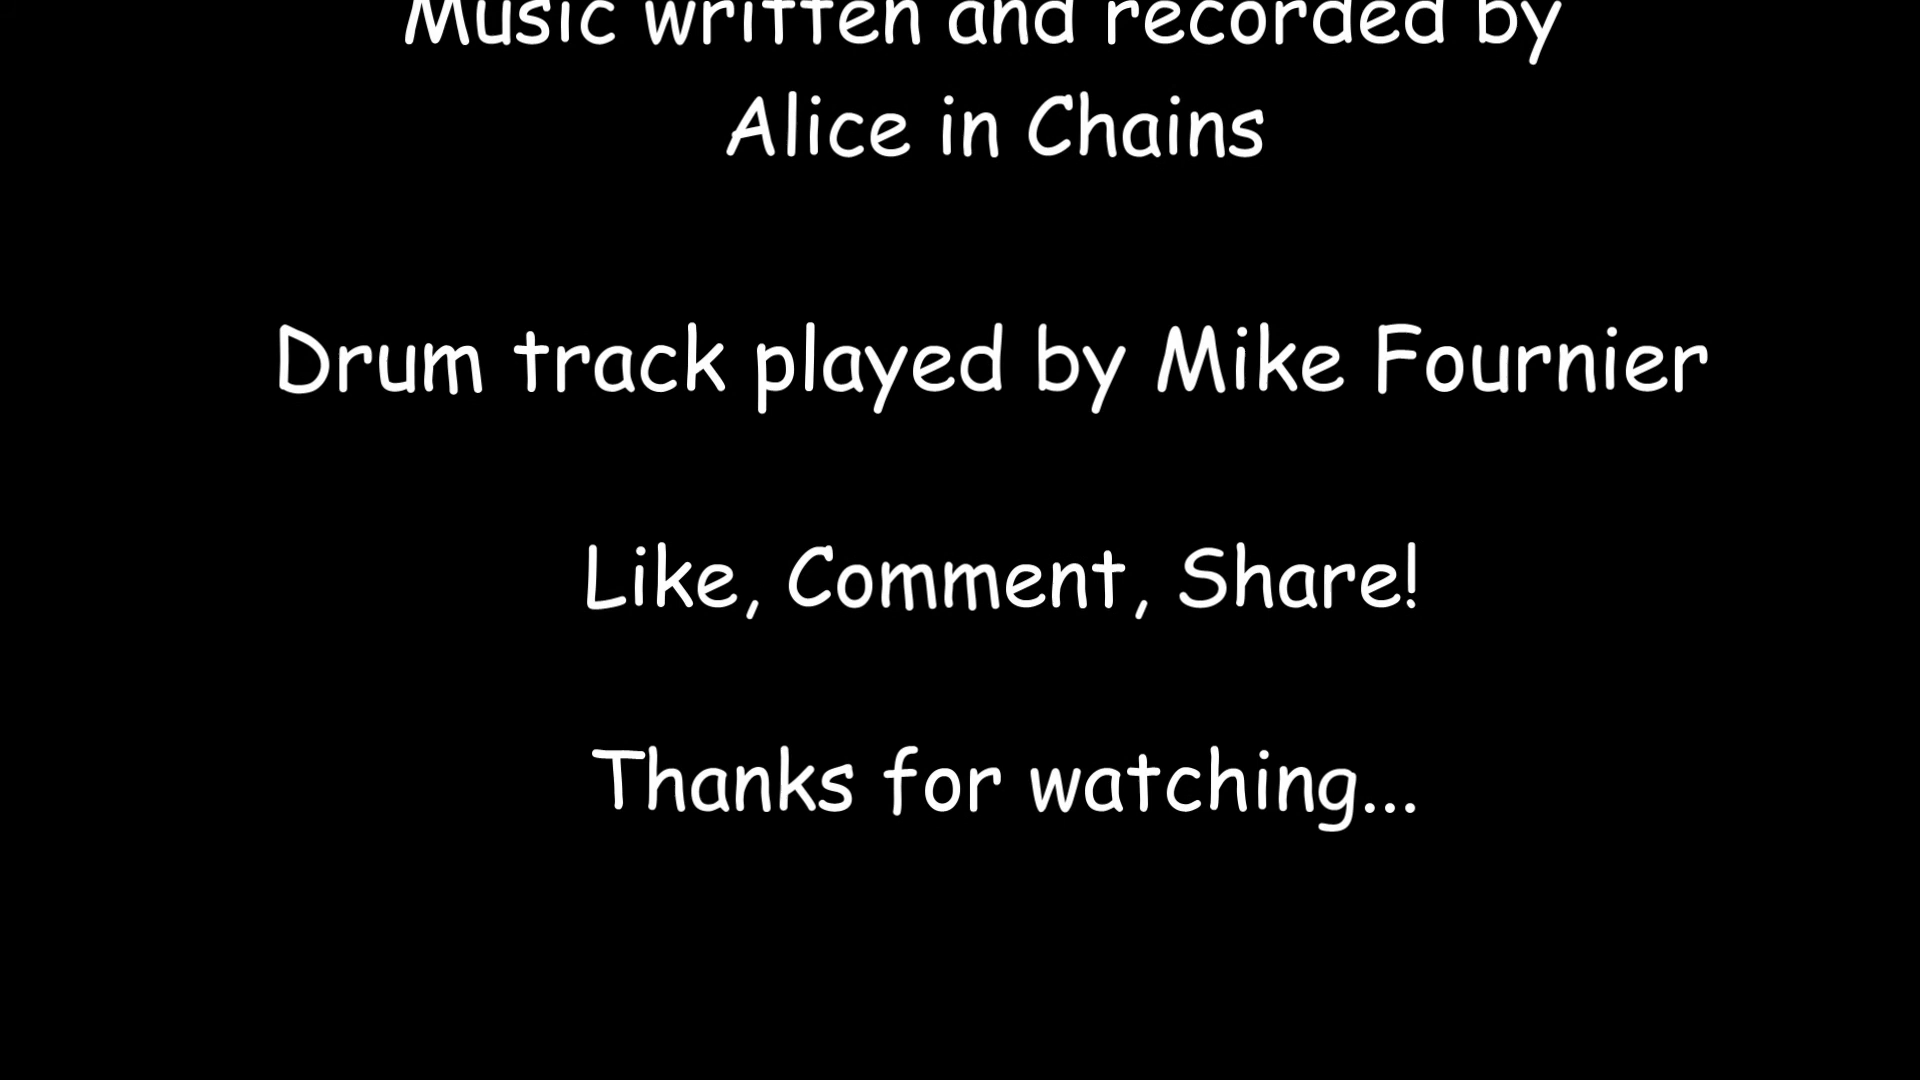 Music written and recorded by
Alice in Chains
Drum track played by Mike Fournier
Like, Comment, Share!
Thanks for watching...